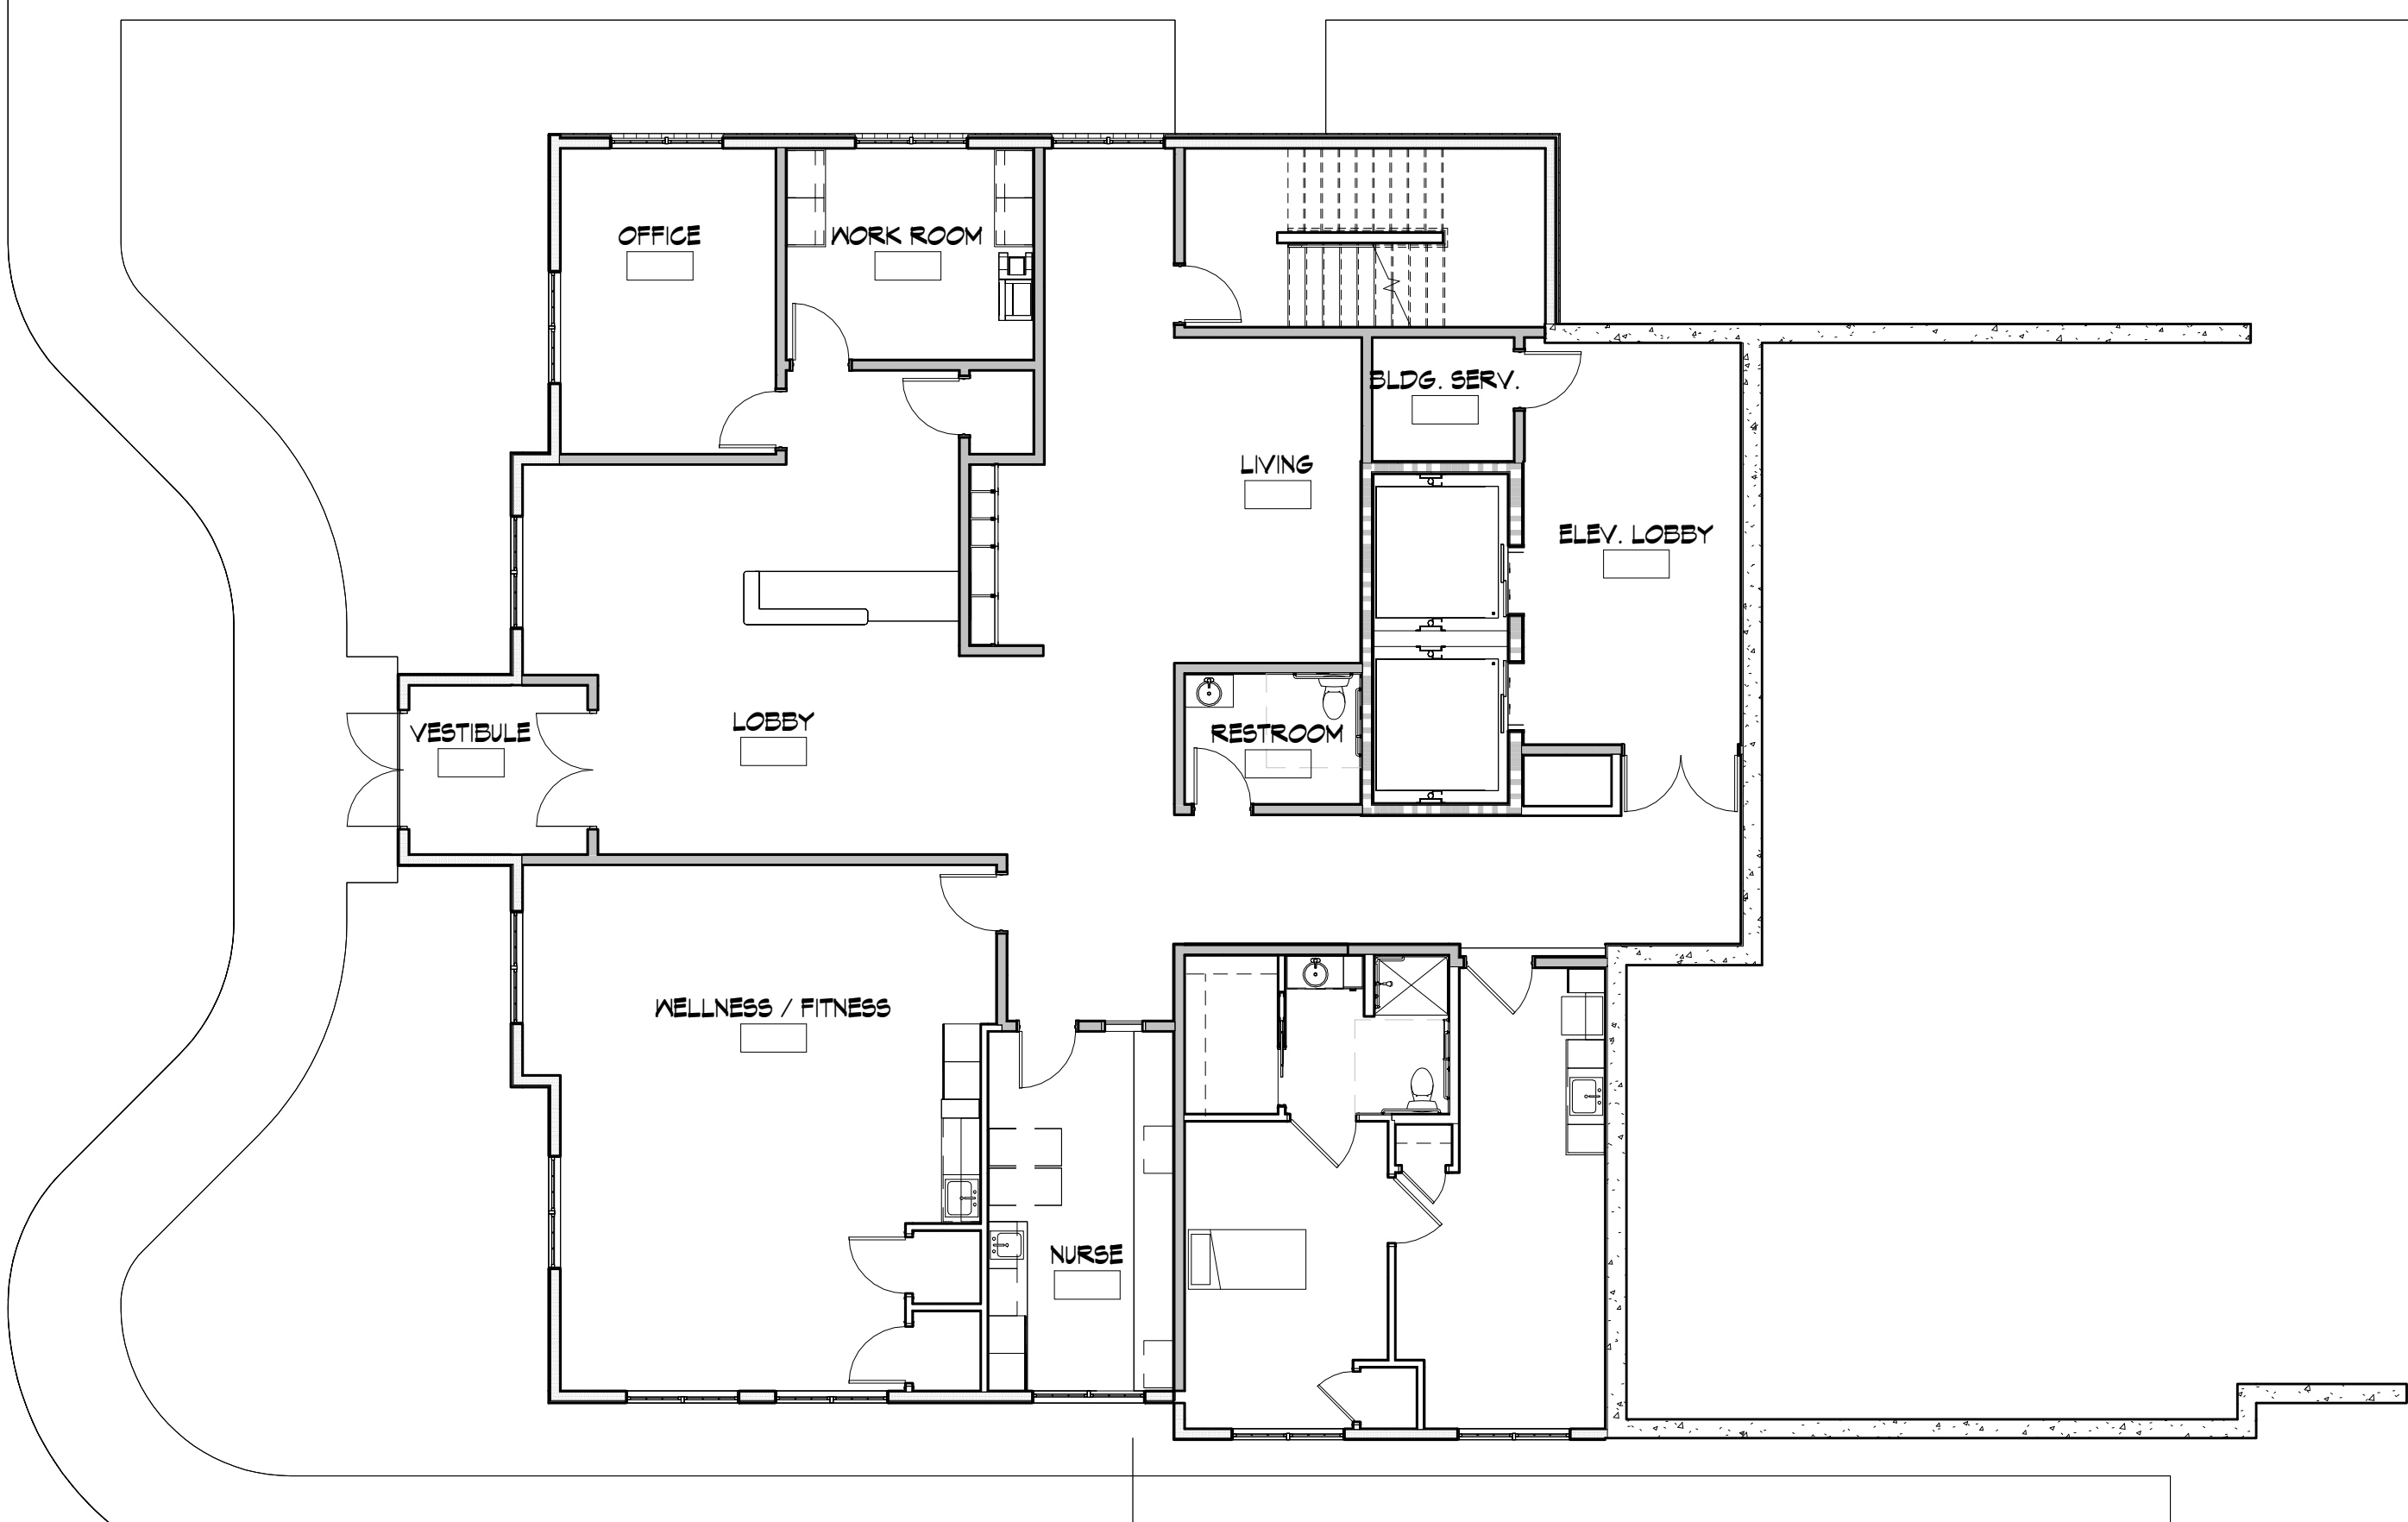 OFFICE
WORK ROOM
BLDG. SERV.
LIVING
ELEV. LOBBY
VESTIBULE
LOBBY
RESTROOM
WELLNESS / FITNESS
NURSE